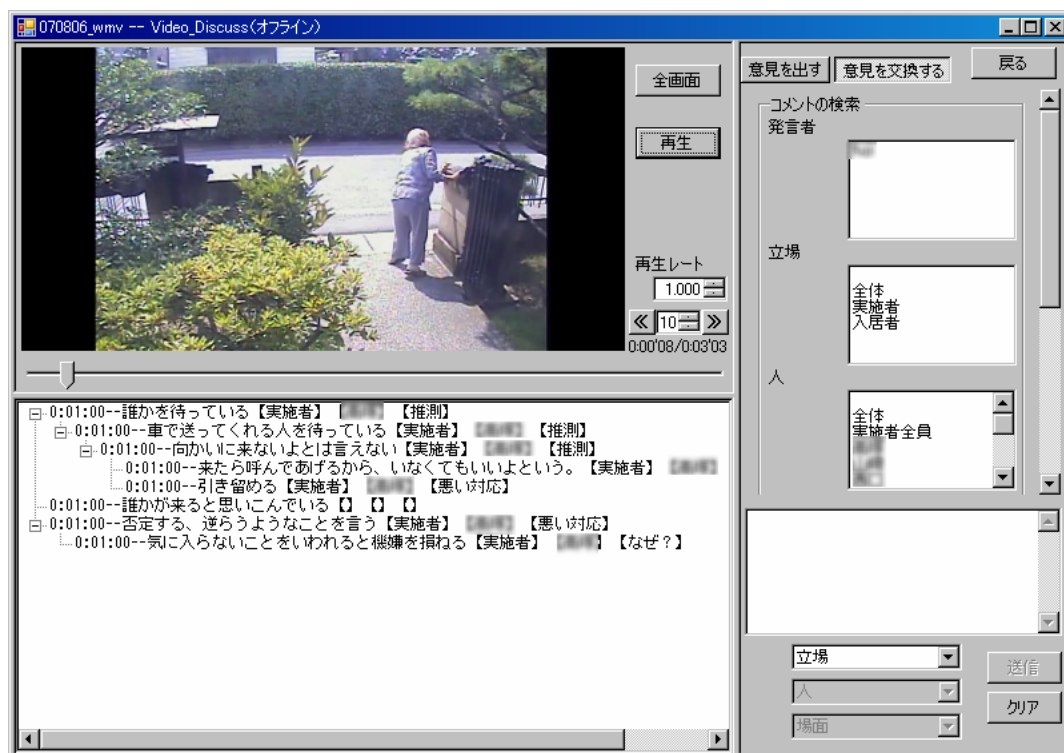 070806_wmv -- Video_Discuss(オフライン)
全画面
再生
再生レート
1.000
10
0:00'08/0:03'03
意見を出す
意見を交換する
戻る
コメントの検索
発言者
立場
全体
実施者
入居者
人
全体
実施者全員
0:01:00--誰かを待っている【実施者】【推測】
0:01:00--車で送ってくれる人を待っている【実施者】【推測】
0:01:00--向かいに来ないよとは言えない【実施者】【推測】
0:01:00--来たら呼んであげるから、いなくてもいいよという。【実施者】
0:01:00--引き留める【実施者】【悪い対応】
0:01:00--誰かが来ると思いこんでいる【】【】【】
0:01:00--否定する、逆らうようなことを言う【実施者】【悪い対応】
0:01:00--気に入らないことをいわれると機嫌を損ねる【実施者】【なぜ？】
立場
人
場面
送信
クリア